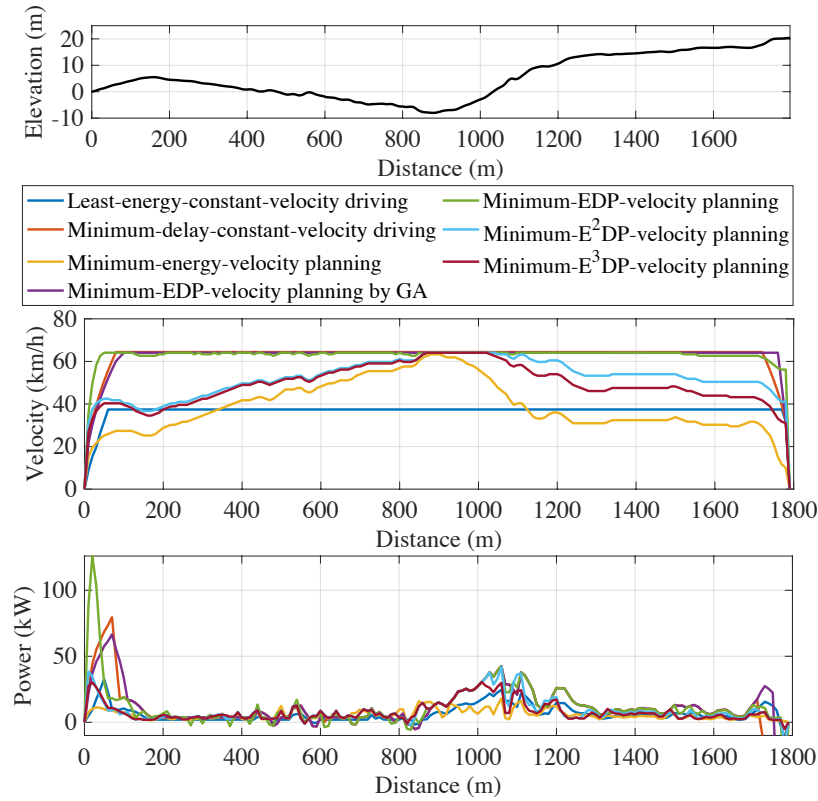 Elevation (m)
20
10
0
-10
0 200 400 600 800 1000 1200 1400 1600
Distance (m)
Least-energy-constant-velocity driving
Minimum-delay-constant-velocity driving
Minimum-energy-velocity planning
Minimum-EDP-velocity planning by GA
Minimum-EDP-velocity planning
Minimum-E²DP-velocity planning
Minimum-E³DP-velocity planning
Velocity (km/h)
80
60
40
20
0
0 200 400 600 800 1000 1200 1400 1600 1800
Distance (m)
Power (kW)
100
50
0
0 200 400 600 800 1000 1200 1400 1600 1800
Distance (m)